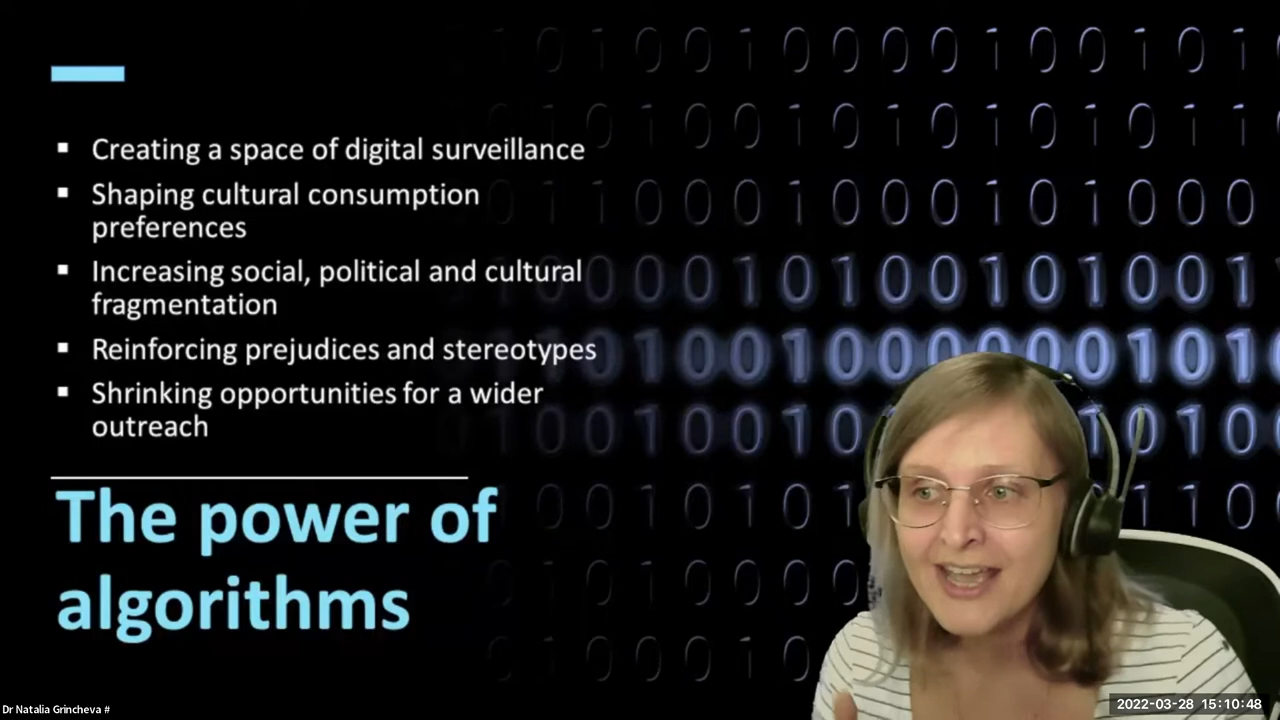 Creating a space of digital surveillance
Shaping cultural consumption
preferences
Increasing social, political and cultural
fragmentation
Reinforcing prejudices and stereotypes
Shrinking opportunities for a wider
outreach
The power of
algorithms
Dr Natalia Grincheva #
2022-03-28 15:10:48